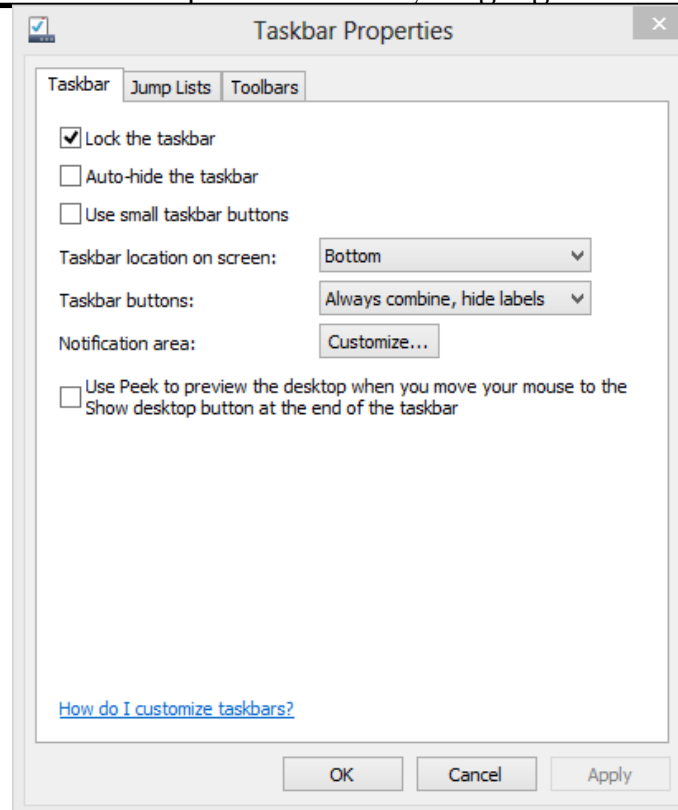 Taskbar Properties
Taskbar Jump Lists Toolbars
Lock the taskbar
Auto-hide the taskbar
Use small taskbar buttons
Taskbar location on screen: Bottom
Taskbar buttons: Always combine, hide labels
Notification area: Customize...
Use Peek to preview the desktop when you move your mouse to the
Show desktop button at the end of the taskbar
How do I customize taskbars?
OK Cancel Apply